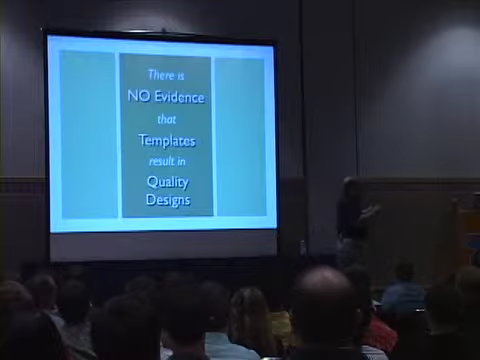 There is
NO Evidence
that
Templates
result in
Quality
Designs